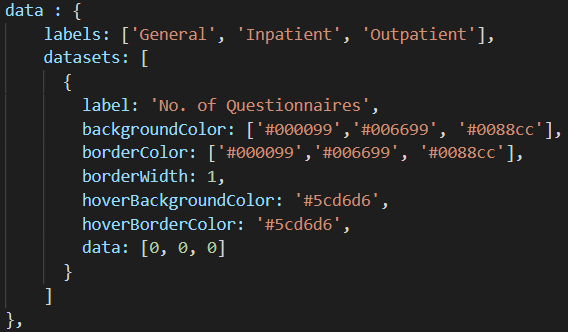 data : {
labels: ['General', 'Inpatient', 'Outpatient'],
datasets: [
{
label: 'No. of Questionnaires',
backgroundColor: ['#000099','#006699', '#0088cc'],
borderColor: ['#000099','#006699', '#0088cc'],
borderWidth: 1,
hoverBackgroundColor: '#5cd6d6',
hoverBorderColor: '#5cd6d6',
data: [0, 0, 0]
}
]
},